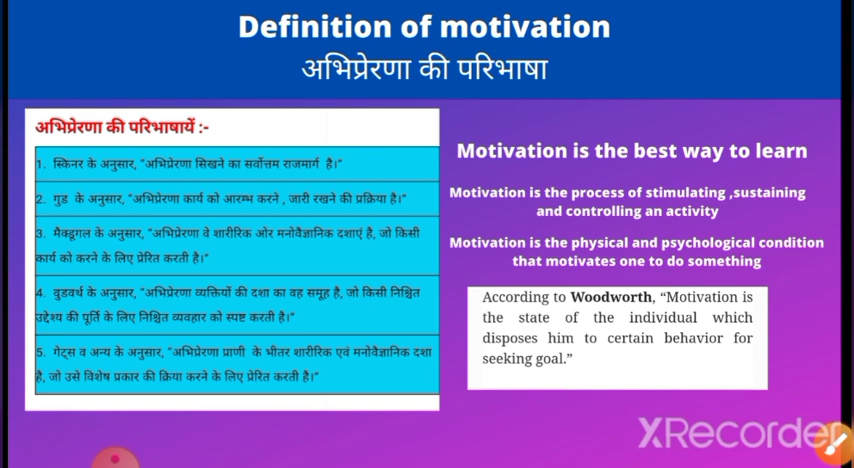 Definition of motivation
अभिप्रेरणा की परिभाषा
अभिप्रेरणा की परिभाषायें :-
1. स्किनर के अनुसार, "अभिप्रेरणा सिखने का सर्वोत्तम राजमार्ग है।"
2. गुड के अनुसार, "अभिप्रेरणा कार्य को आरम्भ करने , जारी रखने की प्रक्रिया है।"
3. मैक्डूगल के अनुसार, "अभिप्रेरणा वे शारीरिक ओर मनोवैज्ञानिक दशाएं है, जो किसी
कार्य को करने के लिए प्रेरित करती है।"
4. वुडवर्थ के अनुसार, "अभिप्रेरणा व्यक्तियों की दशा का वह समूह है, जो किसी निश्चित
उद्देश्य की पूर्ति के लिए निश्चित व्यवहार को स्पष्ट करती है।"
5. गेट्स व अन्य के अनुसार, "अभिप्रेरणा प्राणी के भीतर शारीरिक एवं मनोवैज्ञानिक दशा
है, जो उसे विशेष प्रकार की क्रिया करने के लिए प्रेरित करती है।"
Motivation is the best way to learn
Motivation is the process of stimulating ,sustaining
and controlling an activity
Motivation is the physical and psychological condition
that motivates one to do something
According to Woodworth, “Motivation is
the state of the individual which
disposes him to certain behavior for
seeking goal.”
XRecorder